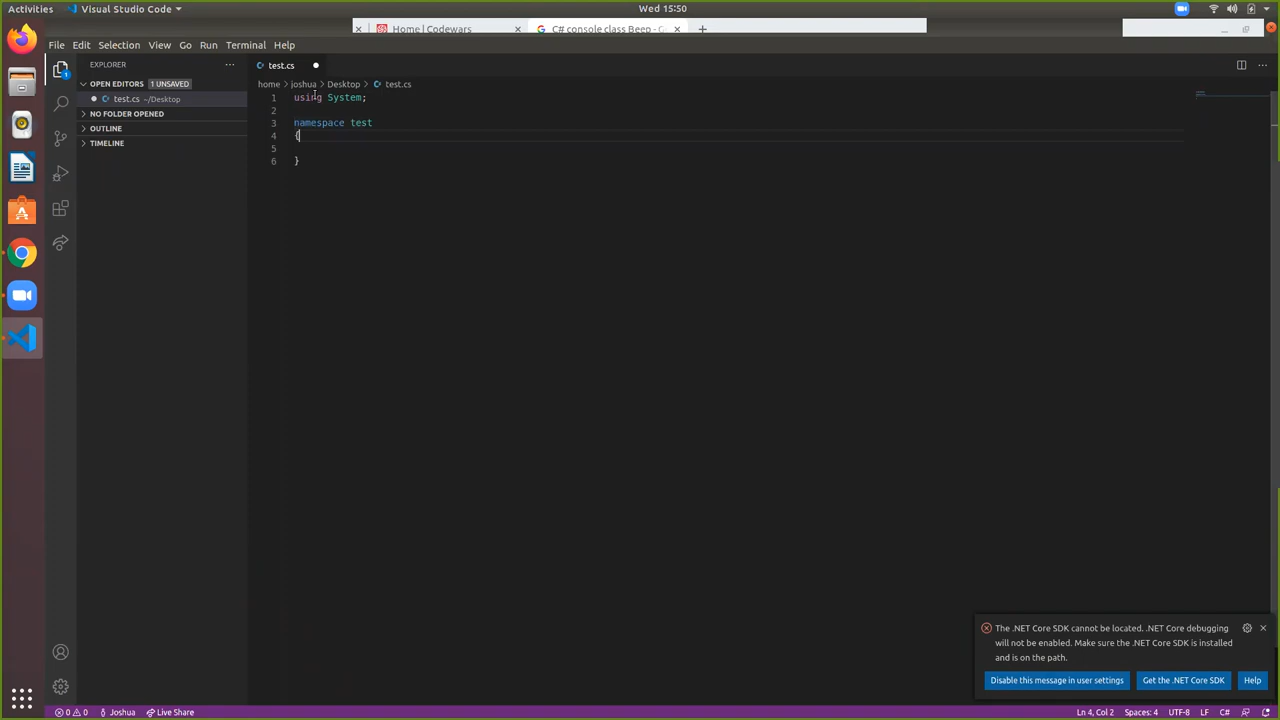 Activities Visual Studio Code Wed 15:50
Home | Codewars C# console class Beep - G
File Edit Selection View Go Run Terminal Help
EXPLORER
test.cs
OPEN EDITORS 1 UNSAVED
test.cs ~/Desktop
NO FOLDER OPENED
OUTLINE
TIMELINE
home joshua Desktop test.cs
1 using System;
2
3 namespace test
4 {
5
6 }
1
The .NET Core SDK cannot be located. .NET Core debugging
will not be enabled. Make sure the .NET Core SDK is installed
and is on the path.
Disable this message in user settings Get the .NET Core SDK Help
0 0 Joshua Live Share Ln 4, Col 2 Spaces: 4 UTF-8 LF C#